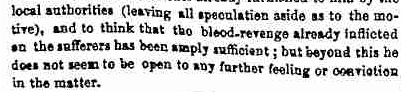 local authorities (leaving all speculation aside as to the mo-
tive), and to think that the blood-revenge already inflicted
on the sufferers has been amply sufficient; but beyond this he
does not seem to be open to any further feeling or conviction
in the matter.